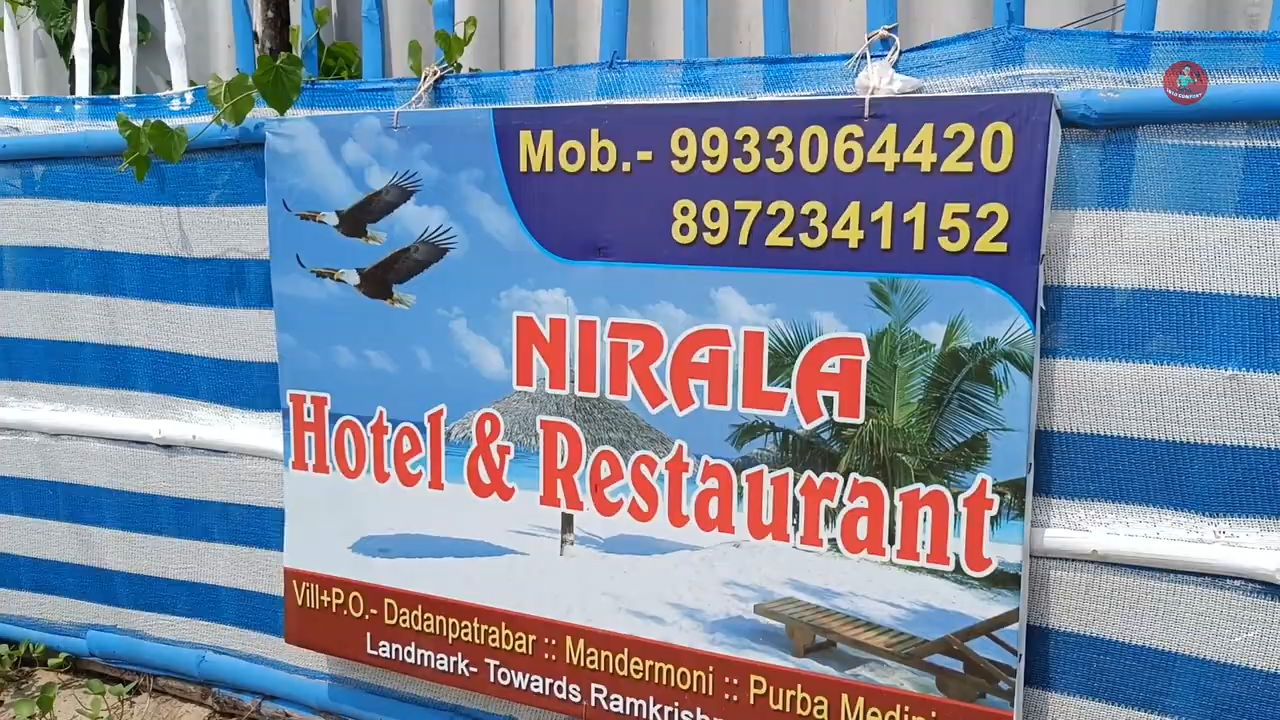 Mob.- 9933064420
8972341152
NIRALA
Hotel & Restaurant
Vill+P.O.- Dadanpatrabar :: Mandermoni :: Purba
Landmark- Towards